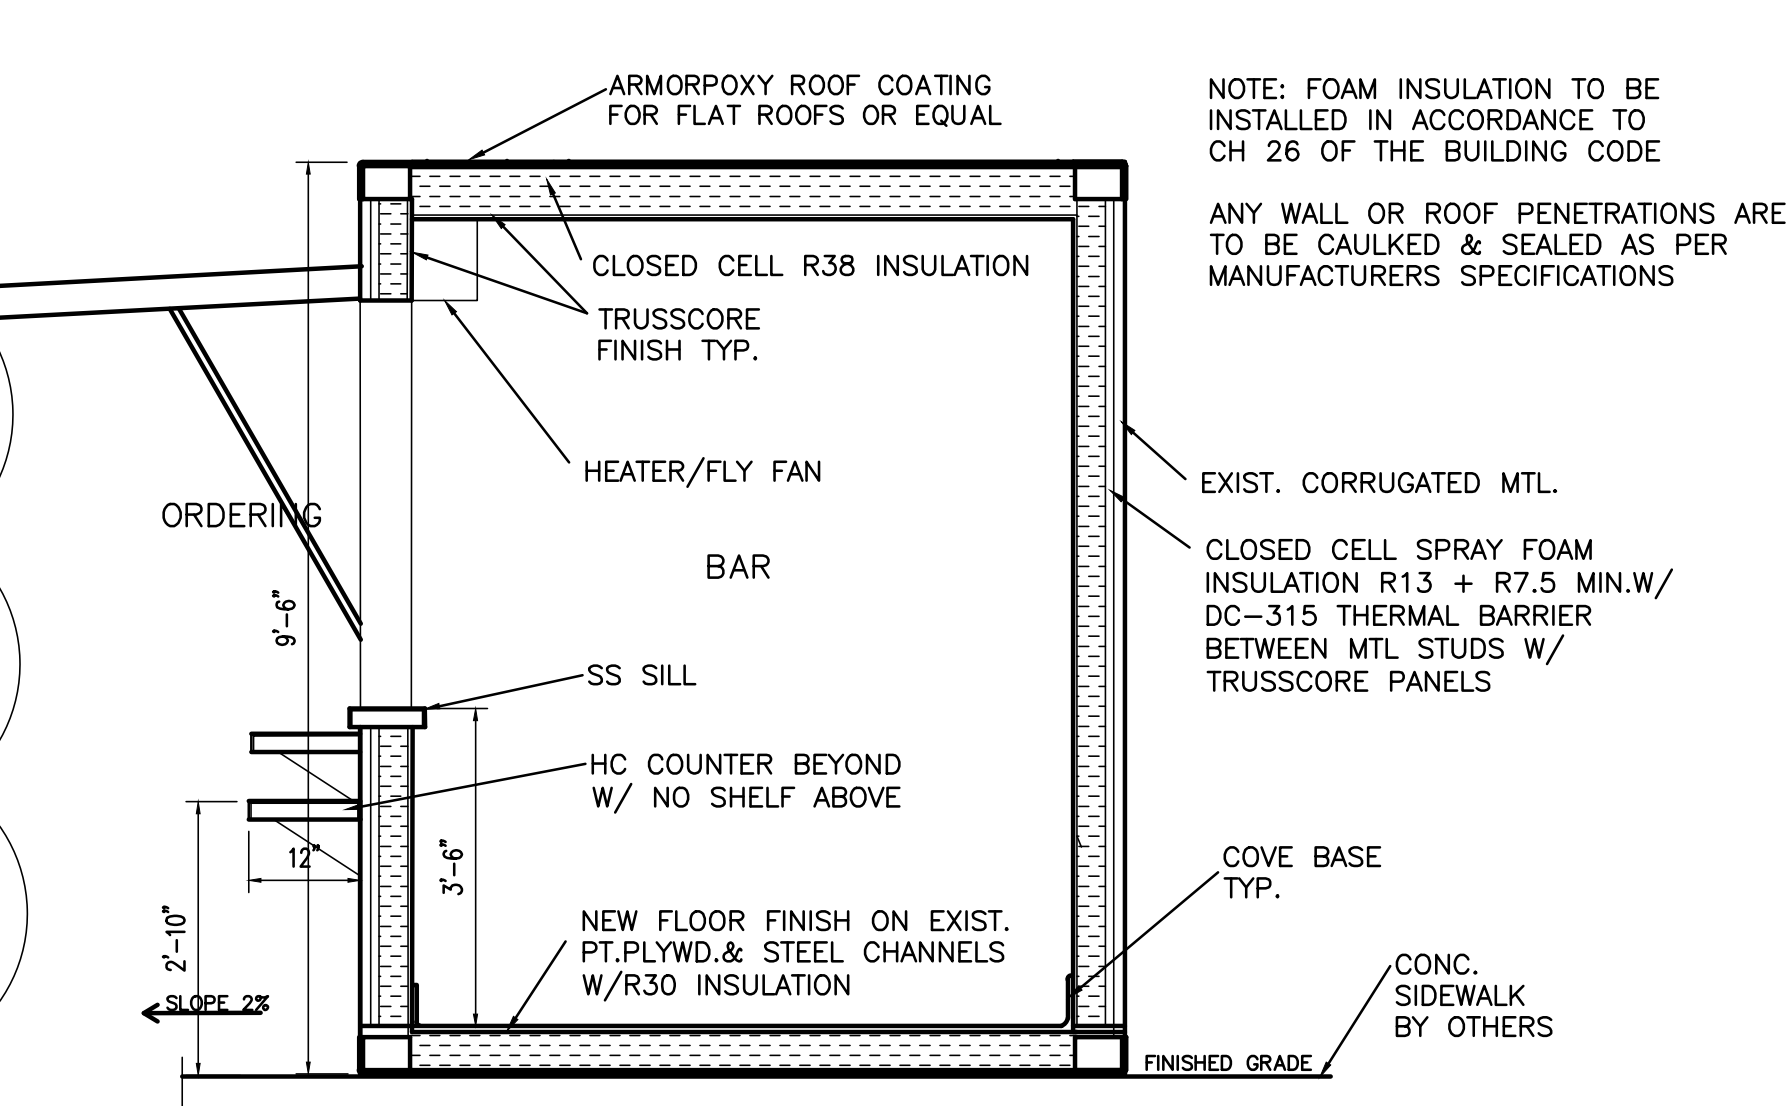 ARMORPOXY ROOF COATING
FOR FLAT ROOFS OR EQUAL
NOTE: FOAM INSULATION TO BE
INSTALLED IN ACCORDANCE TO
CH 26 OF THE BUILDING CODE
ANY WALL OR ROOF PENETRATIONS ARE
TO BE CAULKED & SEALED AS PER
MANUFACTURERS SPECIFICATIONS
CLOSED CELL R38 INSULATION
TRUSSCORE
FINISH TYP.
HEATER/FLY FAN
ORDERING
BAR
EXIST. CORRUGATED MTL.
CLOSED CELL SPRAY FOAM
INSULATION R13 + R7.5 MIN.W/
DC-315 THERMAL BARRIER
BETWEEN MTL STUDS W/
TRUSSCORE PANELS
9'-6"
SS SILL
HC COUNTER BEYOND
W/ NO SHELF ABOVE
12"
3'-6"
COVE BASE
TYP.
2'-10"
NEW FLOOR FINISH ON EXIST.
PT.PLYWD.& STEEL CHANNELS
W/R30 INSULATION
SLOPE 2%
CONC.
SIDEWALK
BY OTHERS
FINISHED GRADE